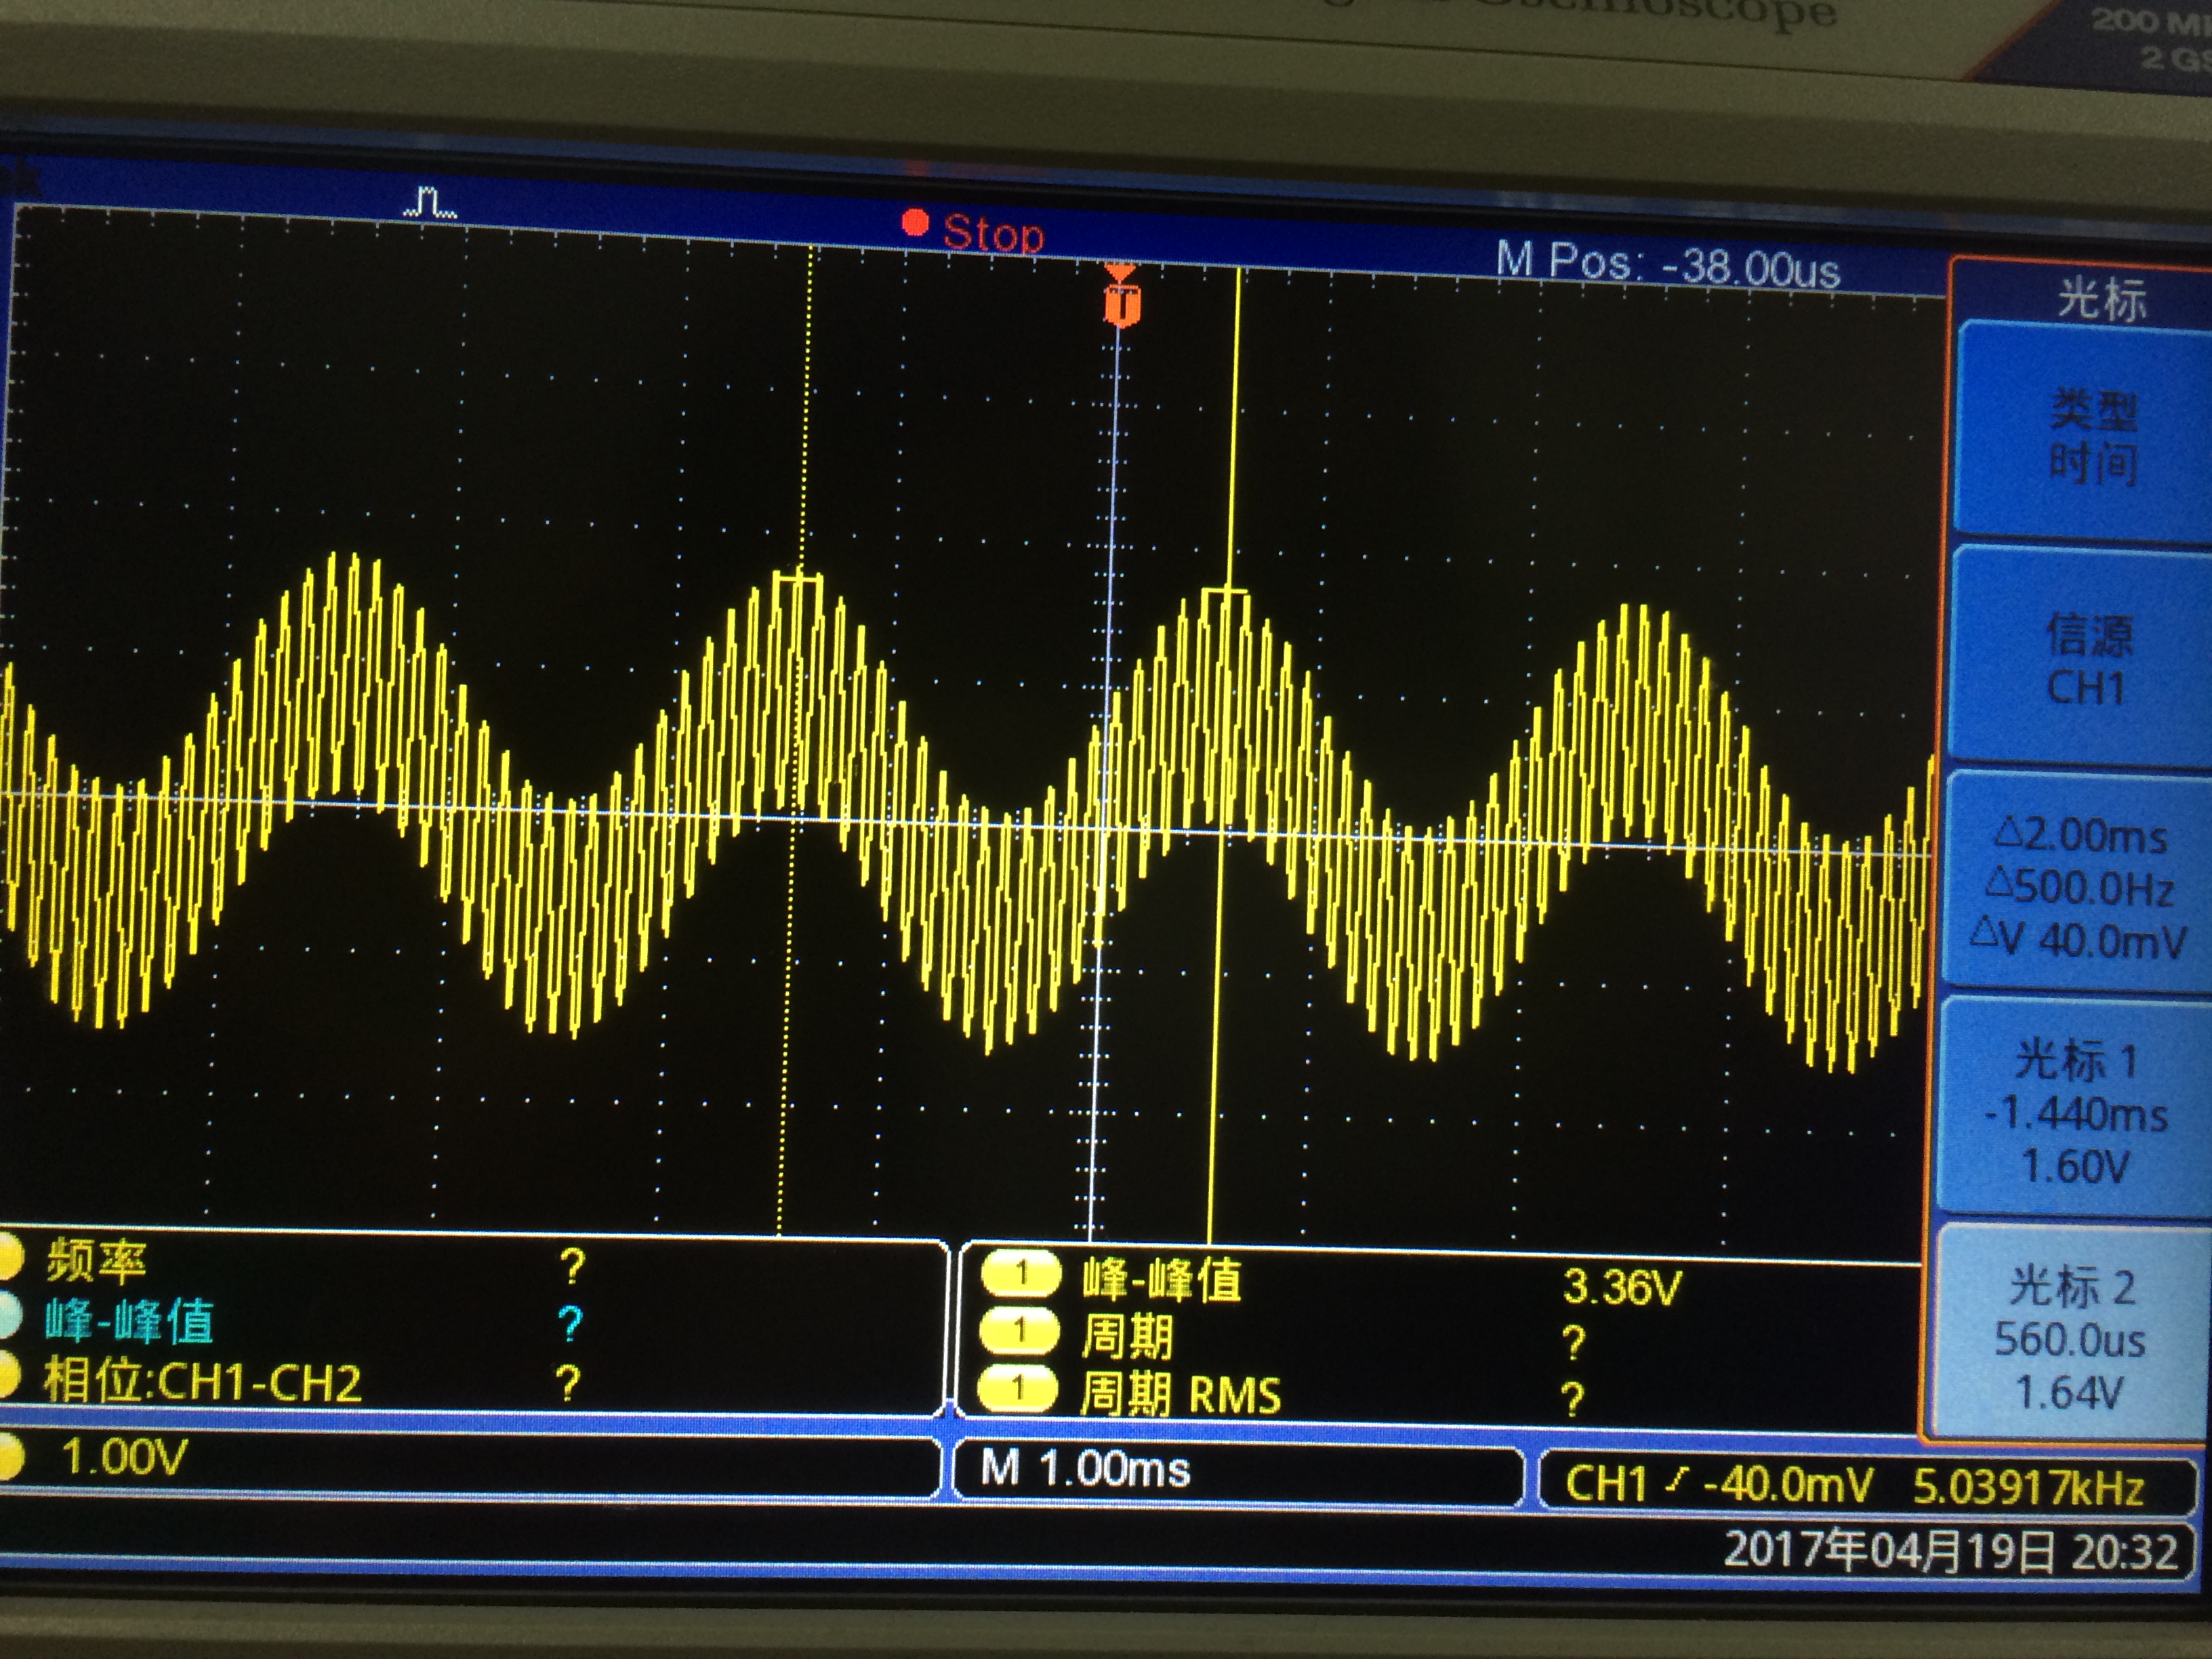 Oscilloscope
200 M
2 GS
Stop
M Pos: -38.00us
T
光标
类型
时间
信源
CH1
△2.00ms
△500.0Hz
△V 40.0mV
光标 1
-1.440ms
1.60V
光标 2
560.0us
1.64V
频率 ?
峰-峰值 ?
相位:CH1-CH2 ?
1 峰-峰值 3.36V
1 周期 ?
1 周期 RMS ?
1.00V
M 1.00ms
CH1 -40.0mV 5.03917kHz
2017年04月19日 20:32